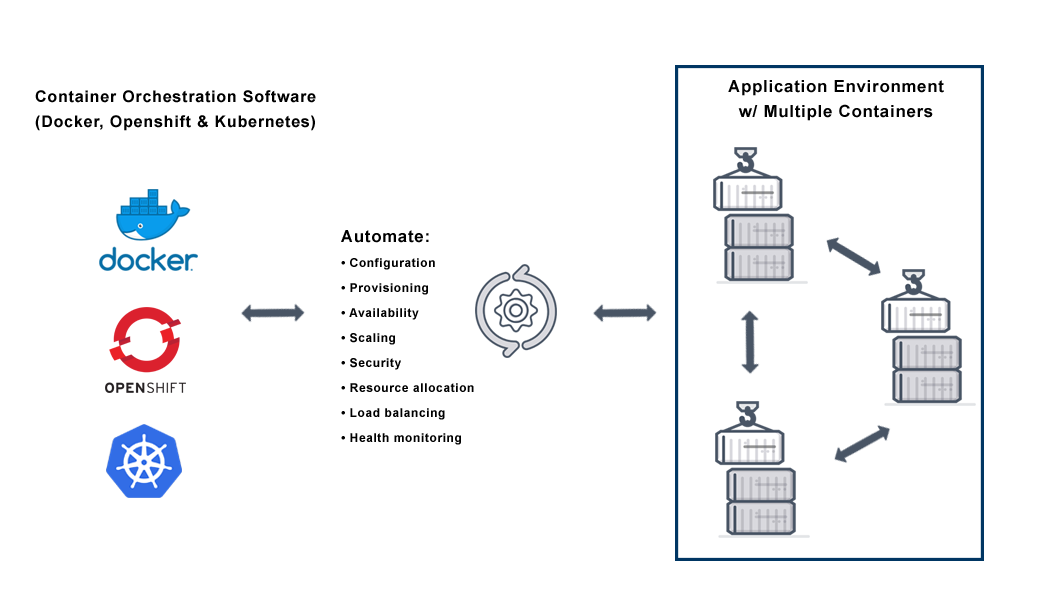 Container Orchestration Software
(Docker, Openshift & Kubernetes)
docker
OPENSHIFT
Automate:
• Configuration
• Provisioning
• Availability
• Scaling
• Security
• Resource allocation
• Load balancing
• Health monitoring
Application Environment
w/ Multiple Containers